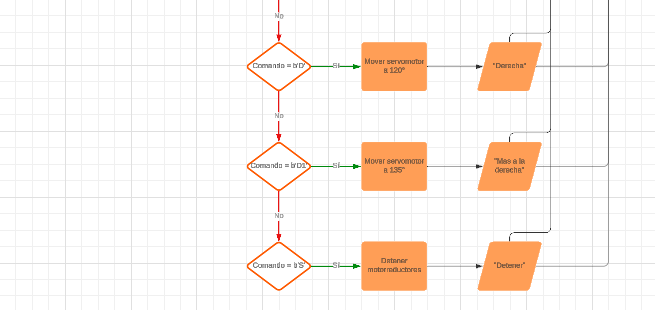 No
Comando = b'D'
Sí
Mover servomotor
a 120°
"Derecha"
No
Comando = b'D1'
Sí
Mover servomotor
a 135°
"Mas a la
derecha"
No
Comando = b'S'
Sí
Detener
motorreductores
"Detener"